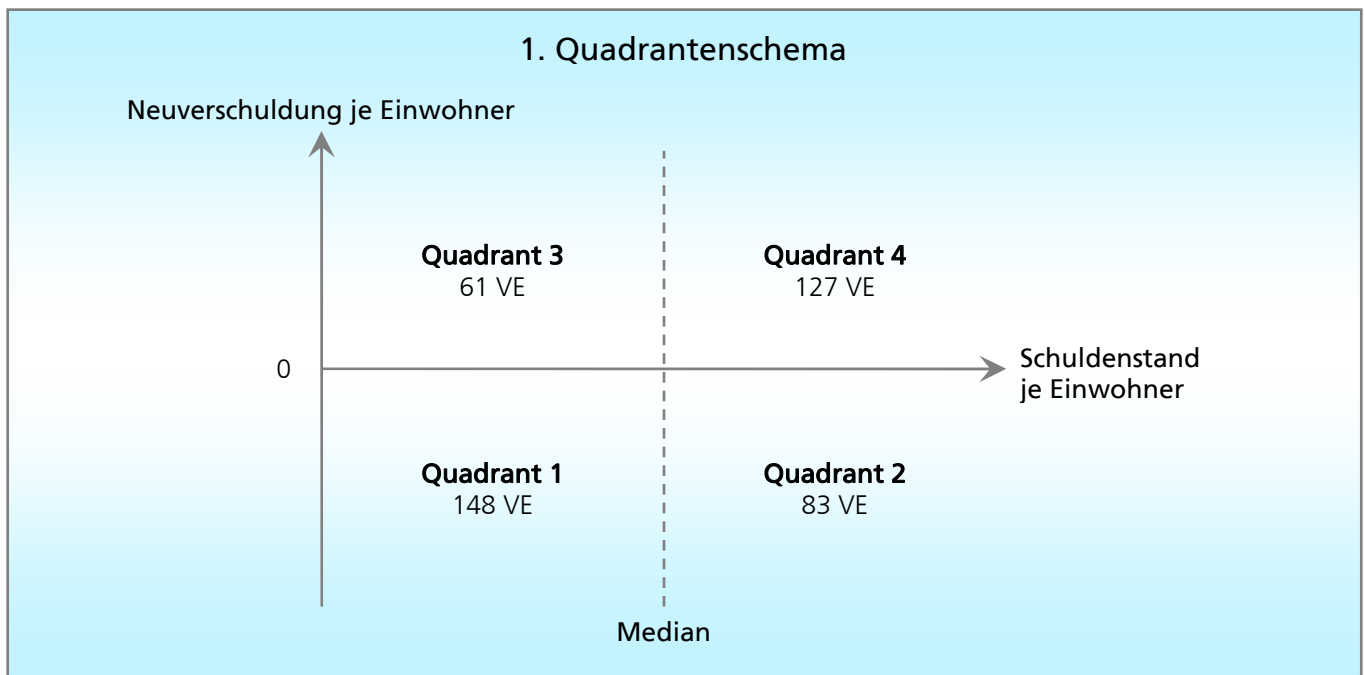 1. Quadrantenschema
Neuverschuldung je Einwohner
Quadrant 3
61 VE
Quadrant 4
127 VE
0
Schuldenstand
je Einwohner
Quadrant 1
148 VE
Quadrant 2
83 VE
Median